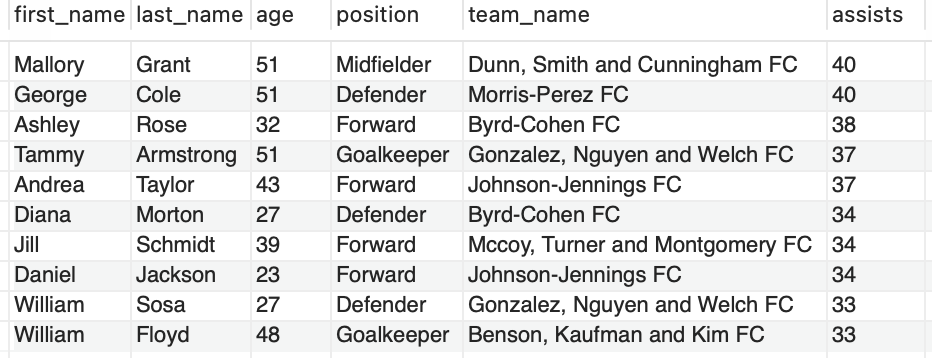 first_name last_name age position team_name assists
Mallory Grant 51 Midfielder Dunn, Smith and Cunningham FC 40
George Cole 51 Defender Morris-Perez FC 40
Ashley Rose 32 Forward Byrd-Cohen FC 38
Tammy Armstrong 51 Goalkeeper Gonzalez, Nguyen and Welch FC 37
Andrea Taylor 43 Forward Johnson-Jennings FC 37
Diana Morton 27 Defender Byrd-Cohen FC 34
Jill Schmidt 39 Forward Mccoy, Turner and Montgomery FC 34
Daniel Jackson 23 Forward Johnson-Jennings FC 34
William Sosa 27 Defender Gonzalez, Nguyen and Welch FC 33
William Floyd 48 Goalkeeper Benson, Kaufman and Kim FC 33